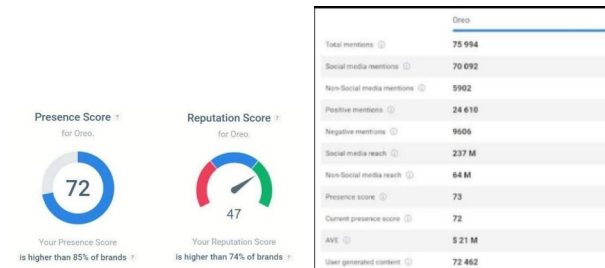 Presence Score ?
for Oreo.
72
Your Presence Score
is higher than 85% of brands ?
Reputation Score ?
for Oreo.
47
Your Reputation Score
is higher than 74% of brands ?
Oreo
Total mentions 75 994
Social media mentions 70 092
Non-Social media mentions 5902
Positive mentions 24 610
Negative mentions 9606
Social media reach 237 M
Non-Social media reach 64 M
Presence score 73
Current presence score 72
AVE $ 21 M
User generated content 72 462